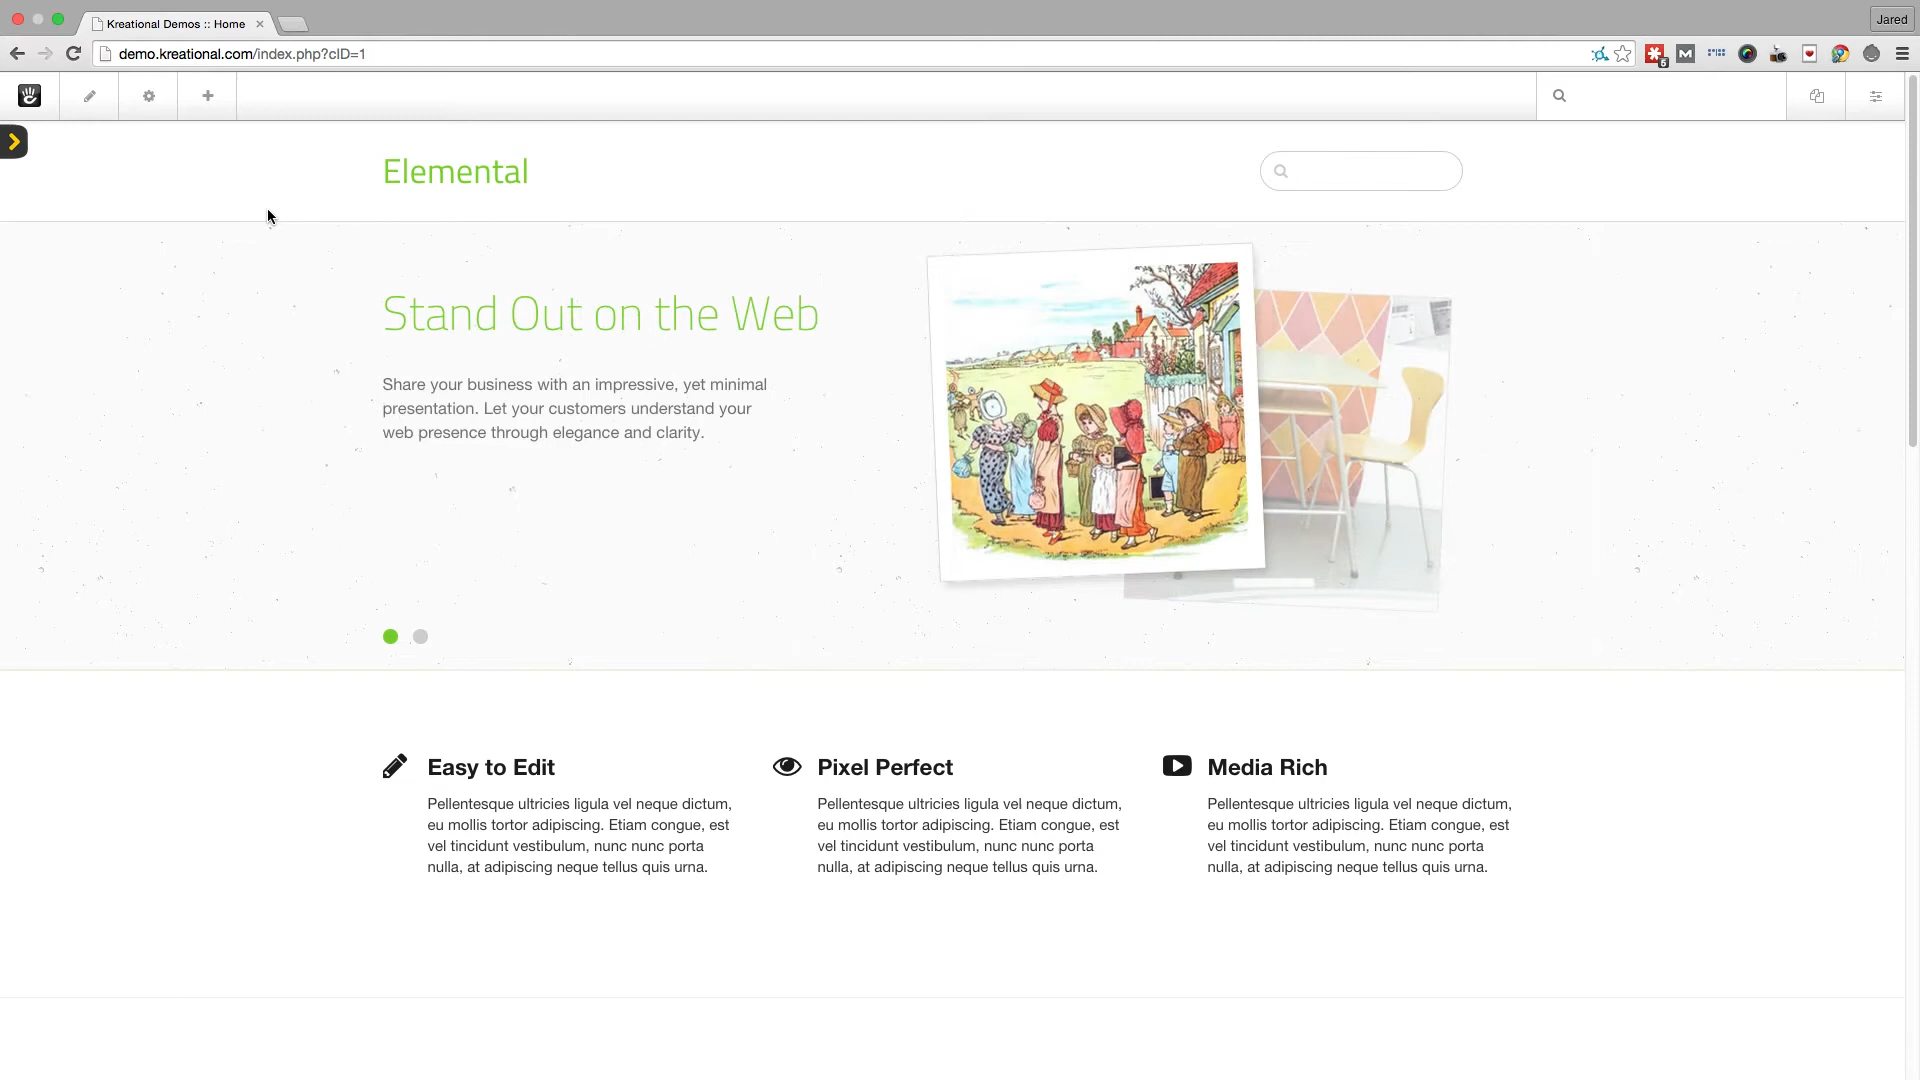 Kreational Demos :: Home
Jared
demo.kreational.com/index.php?cID=1
6
Elemental
Stand Out on the Web
Share your business with an impressive, yet minimal
presentation. Let your customers understand your
web presence through elegance and clarity.
Easy to Edit
Pellentesque ultricies ligula vel neque dictum,
eu mollis tortor adipiscing. Etiam congue, est
vel tincidunt vestibulum, nunc nunc porta
nulla, at adipiscing neque tellus quis urna.
Pixel Perfect
Pellentesque ultricies ligula vel neque dictum,
eu mollis tortor adipiscing. Etiam congue, est
vel tincidunt vestibulum, nunc nunc porta
nulla, at adipiscing neque tellus quis urna.
Media Rich
Pellentesque ultricies ligula vel neque dictum,
eu mollis tortor adipiscing. Etiam congue, est
vel tincidunt vestibulum, nunc nunc porta
nulla, at adipiscing neque tellus quis urna.